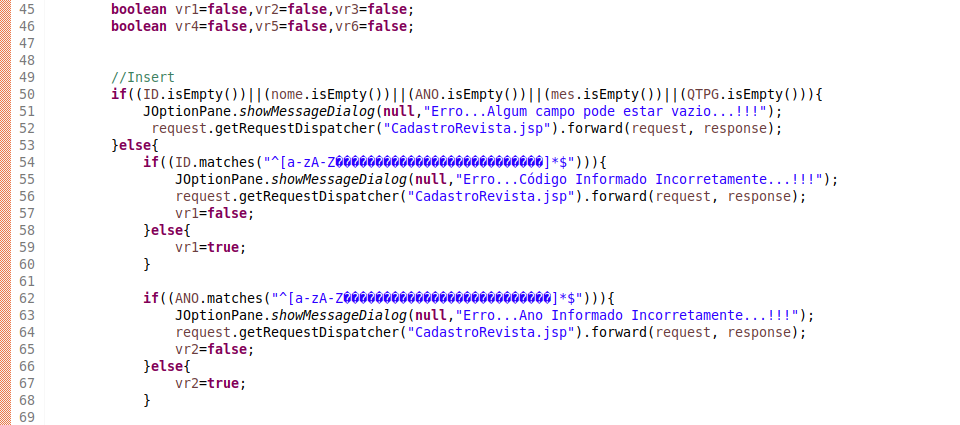 45 boolean vr1=false,vr2=false,vr3=false;
46 boolean vr4=false,vr5=false,vr6=false;
47
48
49 //Insert
50 if((ID.isEmpty())||(nome.isEmpty())||(ANO.isEmpty())||(mes.isEmpty())||(QTPG.isEmpty())){
51 JOptionPane.showMessageDialog(null,"Erro...Algum campo pode estar vazio...!!!");
52 request.getRequestDispatcher("CadastroRevista.jsp").forward(request, response);
53 }else{
54 if((ID.matches("^[a-zA-Z��������������������������]*$"))){
55 JOptionPane.showMessageDialog(null,"Erro...Código Informado Incorretamente...!!!");
56 request.getRequestDispatcher("CadastroRevista.jsp").forward(request, response);
57 vr1=false;
58 }else{
59 vr1=true;
60 }
61
62 if((ANO.matches("^[a-zA-Z��������������������������]*$"))){
63 JOptionPane.showMessageDialog(null,"Erro...Ano Informado Incorretamente...!!!");
64 request.getRequestDispatcher("CadastroRevista.jsp").forward(request, response);
65 vr2=false;
66 }else{
67 vr2=true;
68 }
69